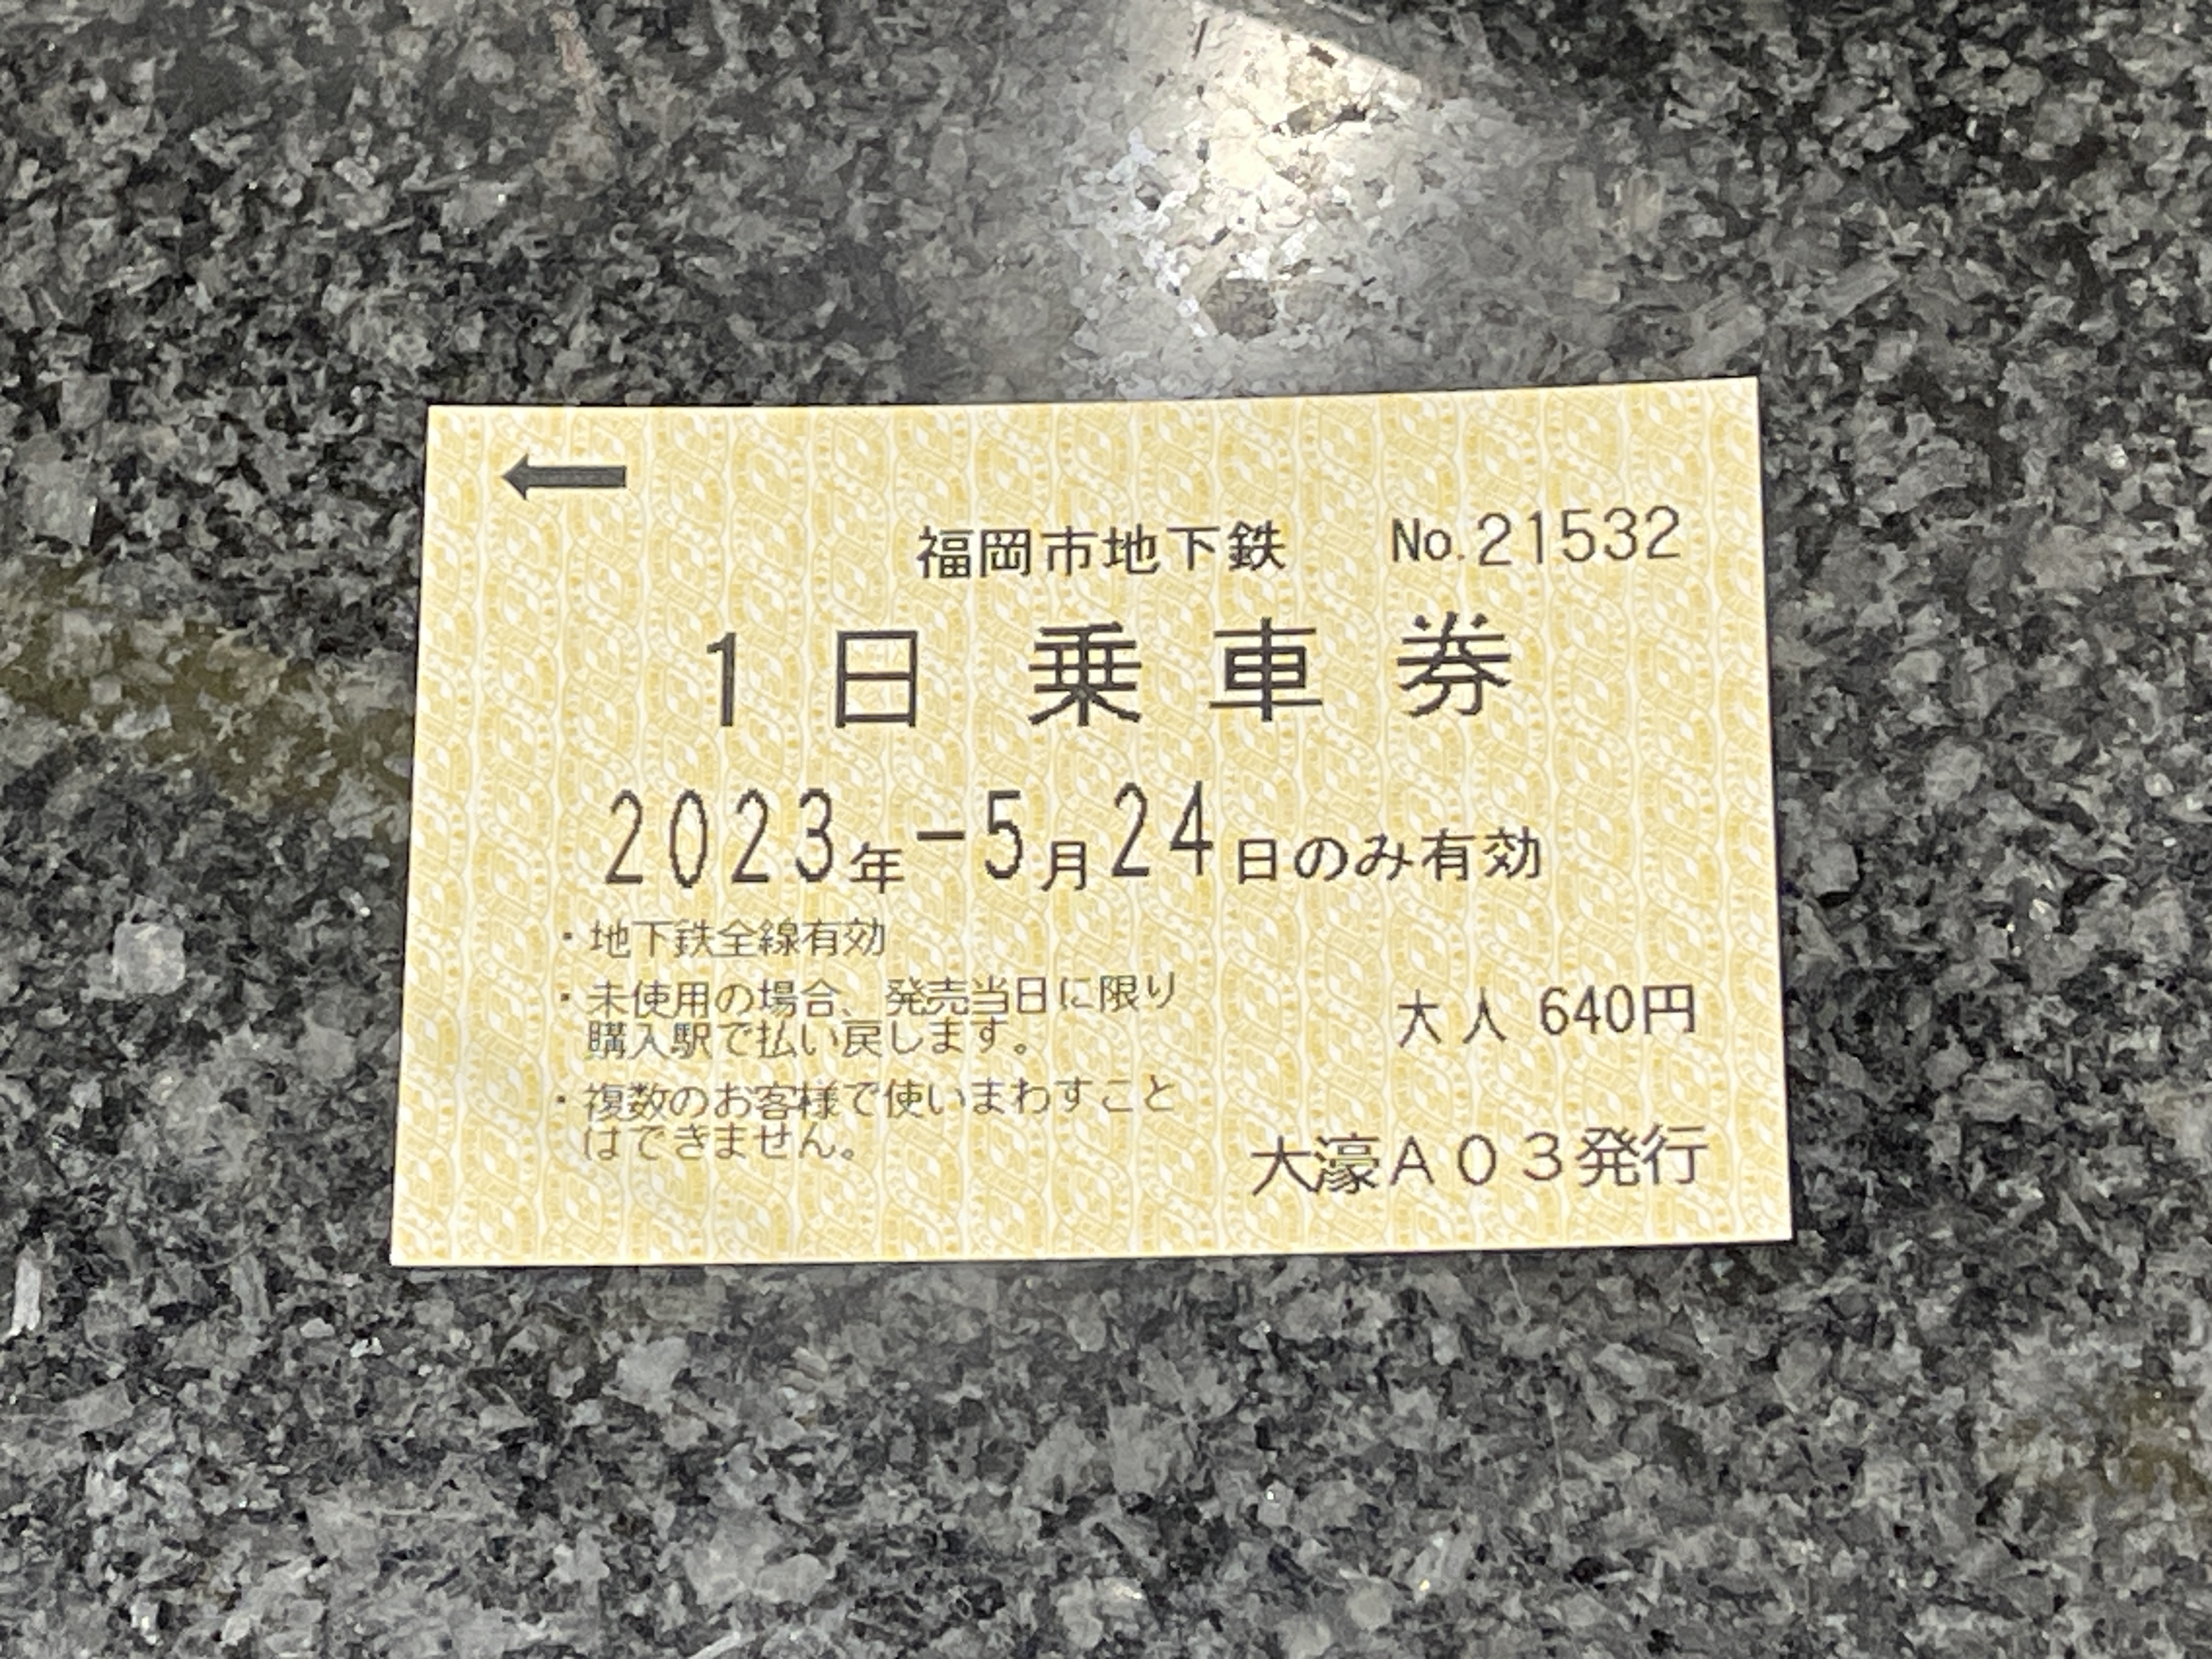 福岡市地下鉄 No.21532
1日乗車券
2023年-5月24日のみ有効
・地下鉄全線有効
・未使用の場合、発売当日に限り
購入駅で払い戻します。
大人 640円
・複数のお客様で使いまわすこと
はできません。
大濠A03発行